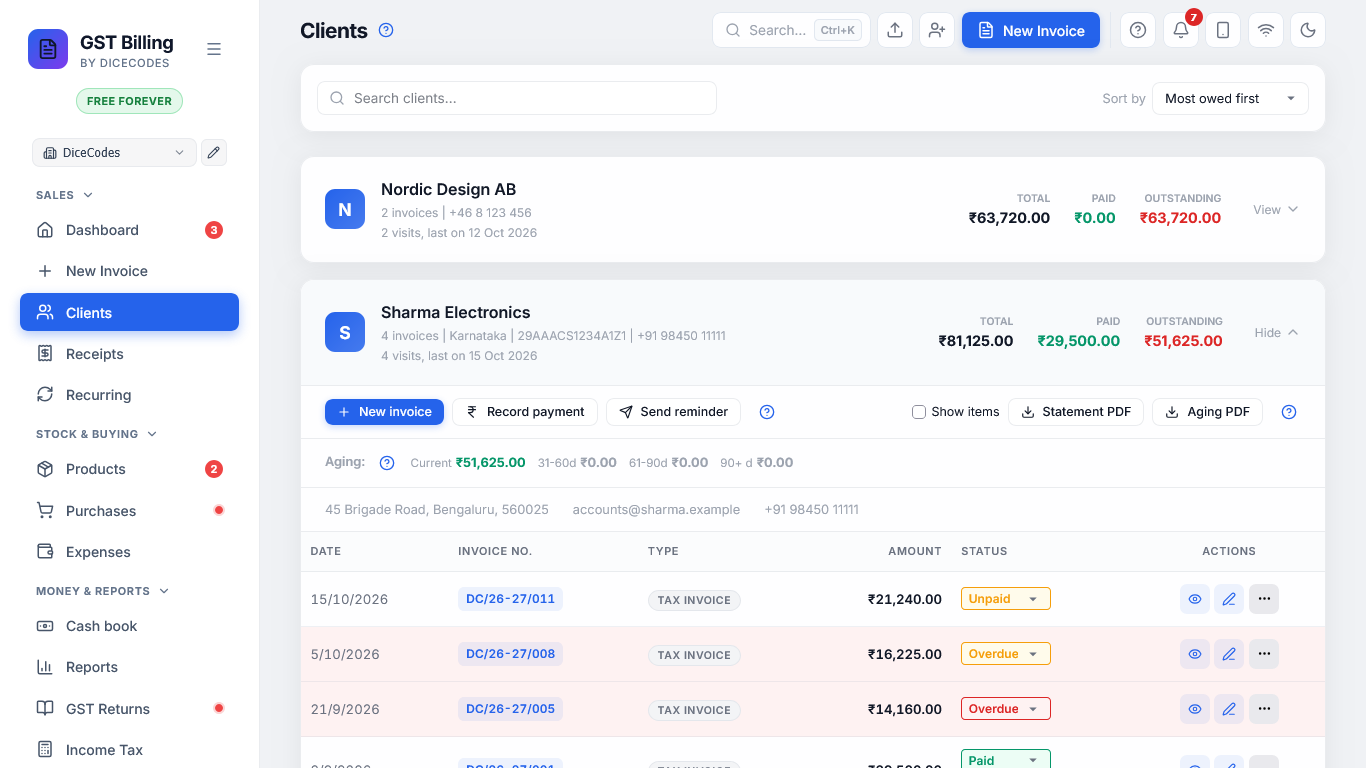 GST Billing
BY DICECODES
FREE FOREVER
DiceCodes
SALES
Dashboard 3
New Invoice
Clients
Receipts
Recurring
STOCK & BUYING
Products 2
Purchases
Expenses
MONEY & REPORTS
Cash book
Reports
GST Returns
Income Tax
Clients
Search... Ctrl+K
New Invoice
7
Search clients...
Sort by Most owed first
N
Nordic Design AB
2 invoices | +46 8 123 456
2 visits, last on 12 Oct 2026
TOTAL PAID OUTSTANDING
₹63,720.00 ₹0.00 ₹63,720.00
View
S
Sharma Electronics
4 invoices | Karnataka | 29AAACS1234A1Z1 | +91 98450 11111
4 visits, last on 15 Oct 2026
TOTAL PAID OUTSTANDING
₹81,125.00 ₹29,500.00 ₹51,625.00
Hide
New invoice ₹ Record payment Send reminder Show items Statement PDF Aging PDF
Aging: Current ₹51,625.00 31-60d ₹0.00 61-90d ₹0.00 90+ d ₹0.00
45 Brigade Road, Bengaluru, 560025 accounts@sharma.example +91 98450 11111
DATE INVOICE NO. TYPE AMOUNT STATUS ACTIONS
15/10/2026 DC/26-27/011 TAX INVOICE ₹21,240.00 Unpaid
5/10/2026 DC/26-27/008 TAX INVOICE ₹16,225.00 Overdue
21/9/2026 DC/26-27/005 TAX INVOICE ₹14,160.00 Overdue
Paid